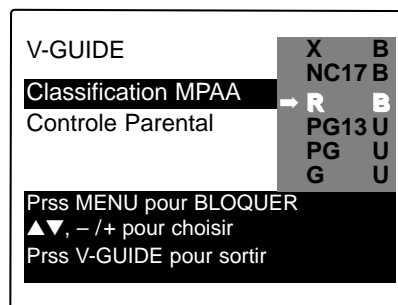 V-GUIDE
Classification MPAA
Controle Parental
X B
NC17 B
➡ R B
PG13 U
PG U
G U
Prss MENU pour BLOQUER
▲▼, – /+ pour choisir
Prss V-GUIDE pour sortir